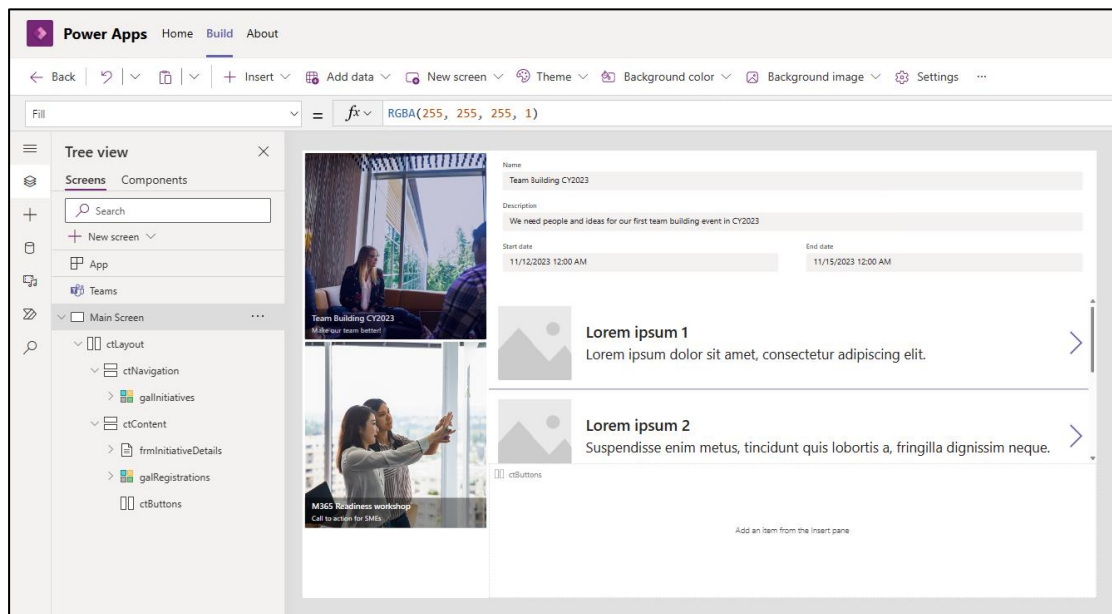 Power Apps Home Build About
Back Insert Add data New screen Theme Background color Background image Settings ...
Fill = fx RGBA(255, 255, 255, 1)
Tree view
Screens Components
Search
New screen
App
Teams
Main Screen ...
ctLayout
ctNavigation
galInitiatives
ctContent
frmInitiativeDetails
galRegistrations
ctButtons
Team Building CY2023
Make our team better!
M365 Readiness workshop
Call to action for SMEs
Name
Team Building CY2023
Description
We need people and ideas for our first team building event in CY2023
Start date End date
11/12/2023 12:00 AM 11/15/2023 12:00 AM
Lorem ipsum 1
Lorem ipsum dolor sit amet, consectetur adipiscing elit.
Lorem ipsum 2
Suspendisse enim metus, tincidunt quis lobortis a, fringilla dignissim neque.
ctButtons
Add an item from the Insert pane